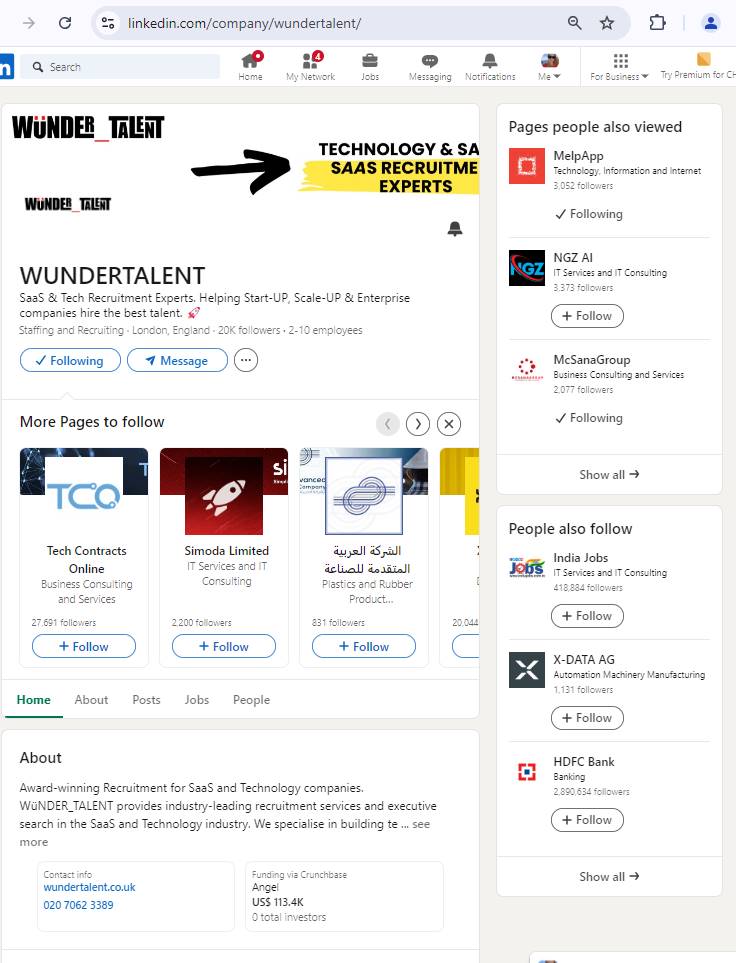 linkedin.com/company/wundertalent/
Search
Home
4
My Network
Jobs
Messaging
Notifications
Me
For Business
Try Premium for CH
WüNDER_TALENT
TECHNOLOGY & SA
SAAS RECRUITME
EXPERTS
WüNDER_TALENT
WUNDERTALENT
SaaS & Tech Recruitment Experts. Helping Start-UP, Scale-UP & Enterprise
companies hire the best talent. 🚀
Staffing and Recruiting · London, England · 20K followers · 2-10 employees
Following
Message
More Pages to follow
TCO
Tech Contracts
Online
Business Consulting
and Services
27,691 followers
+ Follow
Simoda Limited
IT Services and IT
Consulting
2,200 followers
+ Follow
الشركة العربية
المتقدمة للصناعة
Plastics and Rubber
Product...
831 followers
+ Follow
20,044
Home
About
Posts
Jobs
People
About
Award-winning Recruitment for SaaS and Technology companies.
WüNDER_TALENT provides industry-leading recruitment services and executive
search in the SaaS and Technology industry. We specialise in building te ... see
more
Contact info
wundertalent.co.uk
020 7062 3389
Funding via Crunchbase
Angel
US$ 113.4K
0 total investors
Pages people also viewed
MelpApp
Technology, Information and Internet
3,052 followers
Following
NGZ
NGZ AI
IT Services and IT Consulting
3,373 followers
+ Follow
McSanaGroup
Business Consulting and Services
2,077 followers
Following
Show all
People also follow
Jobs
India Jobs
IT Services and IT Consulting
418,884 followers
+ Follow
X-DATA AG
Automation Machinery Manufacturing
1,131 followers
+ Follow
HDFC Bank
Banking
2,890,634 followers
+ Follow
Show all